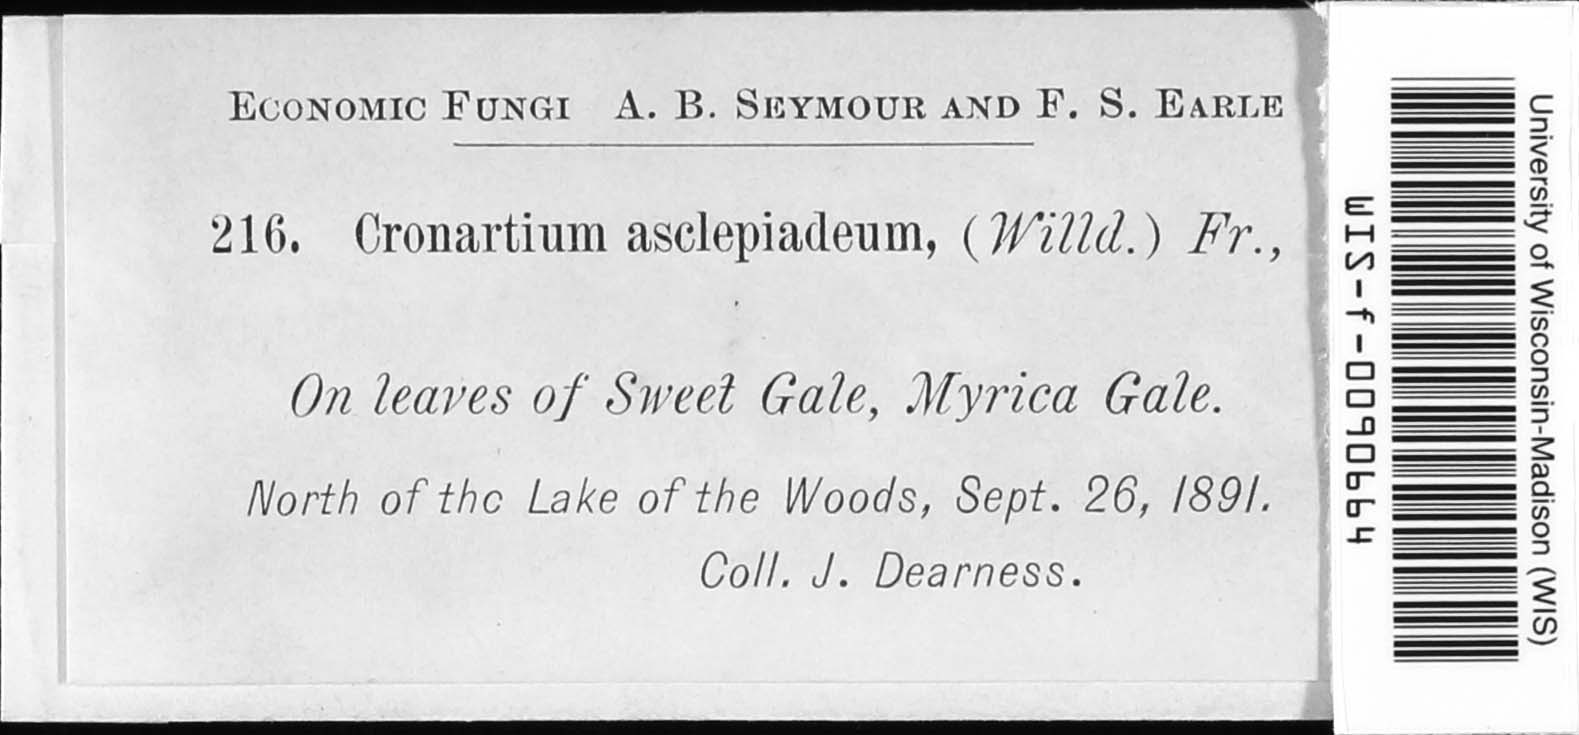 Economic Fungi A. B. Seymour and F. S. Earle
216. Cronartium asclepiadeum, (Willd.) Fr.,
On leaves of Sweet Gale, Myrica Gale.
North of the Lake of the Woods, Sept. 26, 1891.
Coll. J. Dearness.
WIS-f-0090664
University of Wisconsin-Madison (WIS)